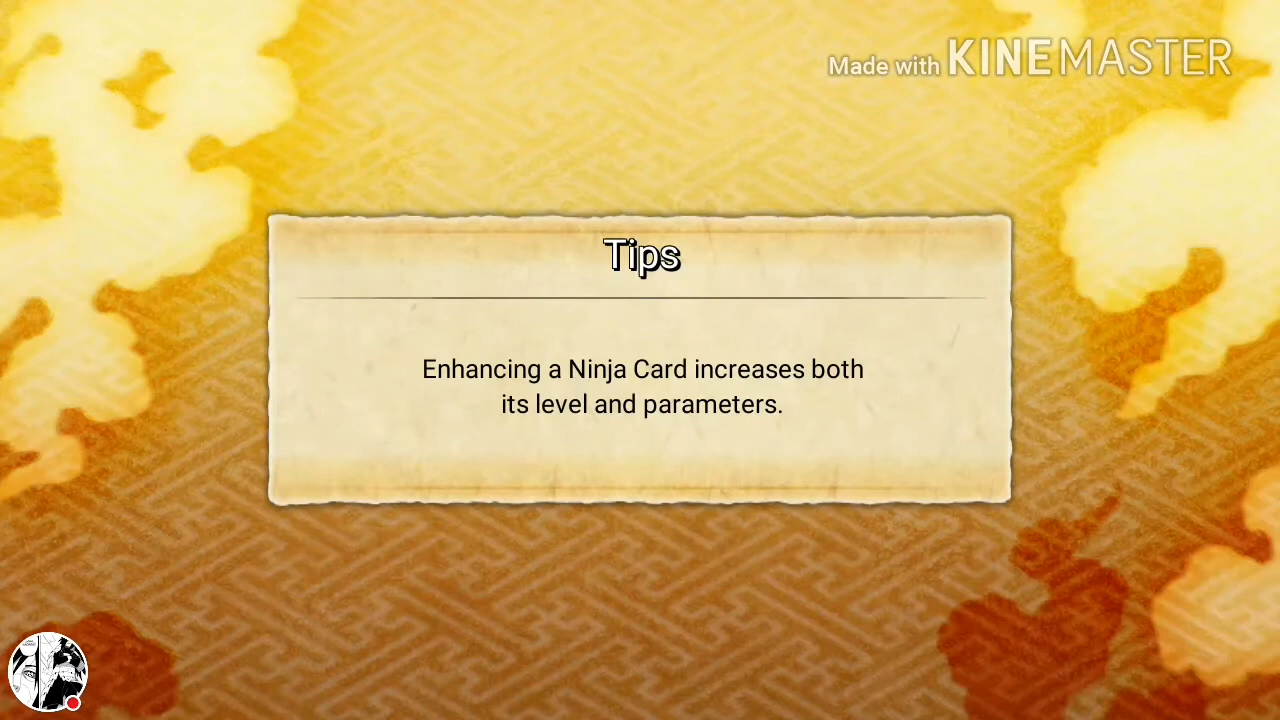 Made with KINEMASTER
Tips
Enhancing a Ninja Card increases both
its level and parameters.